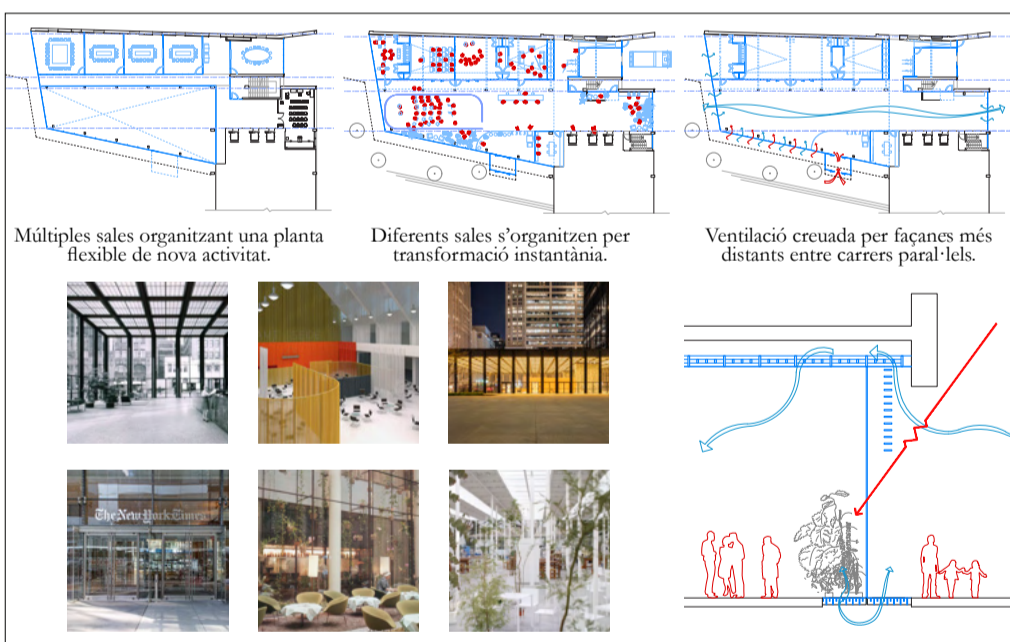 Múltiples sales organitzant una planta
flexible de nova activitat.
Diferents sales s'organitzen per
transformació instantània.
Ventilació creuada per façanes més
distants entre carrers paral·lels.
The New York Times